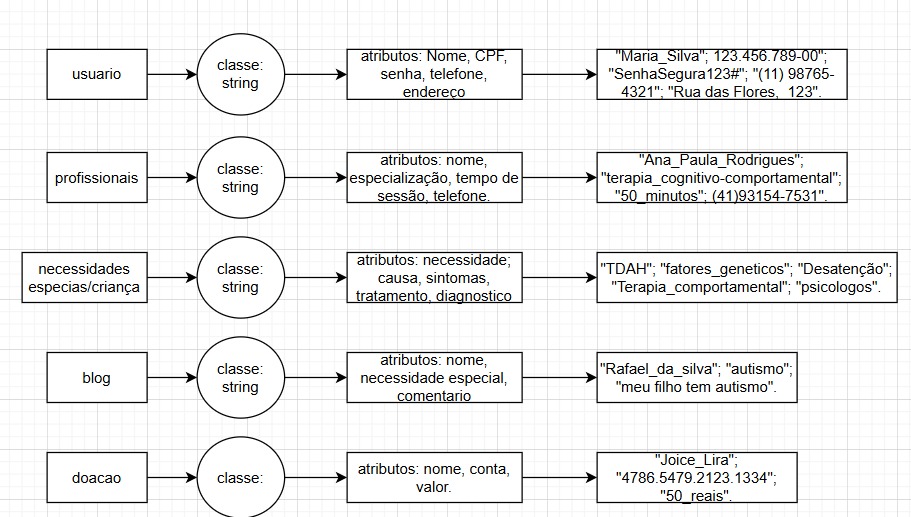 usuario
classe:
string
atributos: Nome, CPF,
senha, telefone,
endereço
"Maria_Silva"; 123.456.789-00";
"SenhaSegura123#"; "(11) 98765-
4321"; "Rua das Flores,  123".
profissionais
classe:
string
atributos: nome,
especialização, tempo de
sessão, telefone.
"Ana_Paula_Rodrigues";
"terapia_cognitivo-comportamental";
"50_minutos"; (41)93154-7531".
necessidades
especias/criança
classe:
string
atributos: necessidade;
causa, sintomas,
tratamento, diagnostico
"TDAH"; "fatores_geneticos"; "Desatenção";
"Terapia_comportamental"; "psicologos".
blog
classe:
string
atributos: nome,
necessidade especial,
comentario
"Rafael_da_silva"; "autismo";
"meu filho tem autismo".
doacao
classe:
atributos: nome, conta,
valor.
"Joice_Lira";
"4786.5479.2123.1334";
"50_reais".